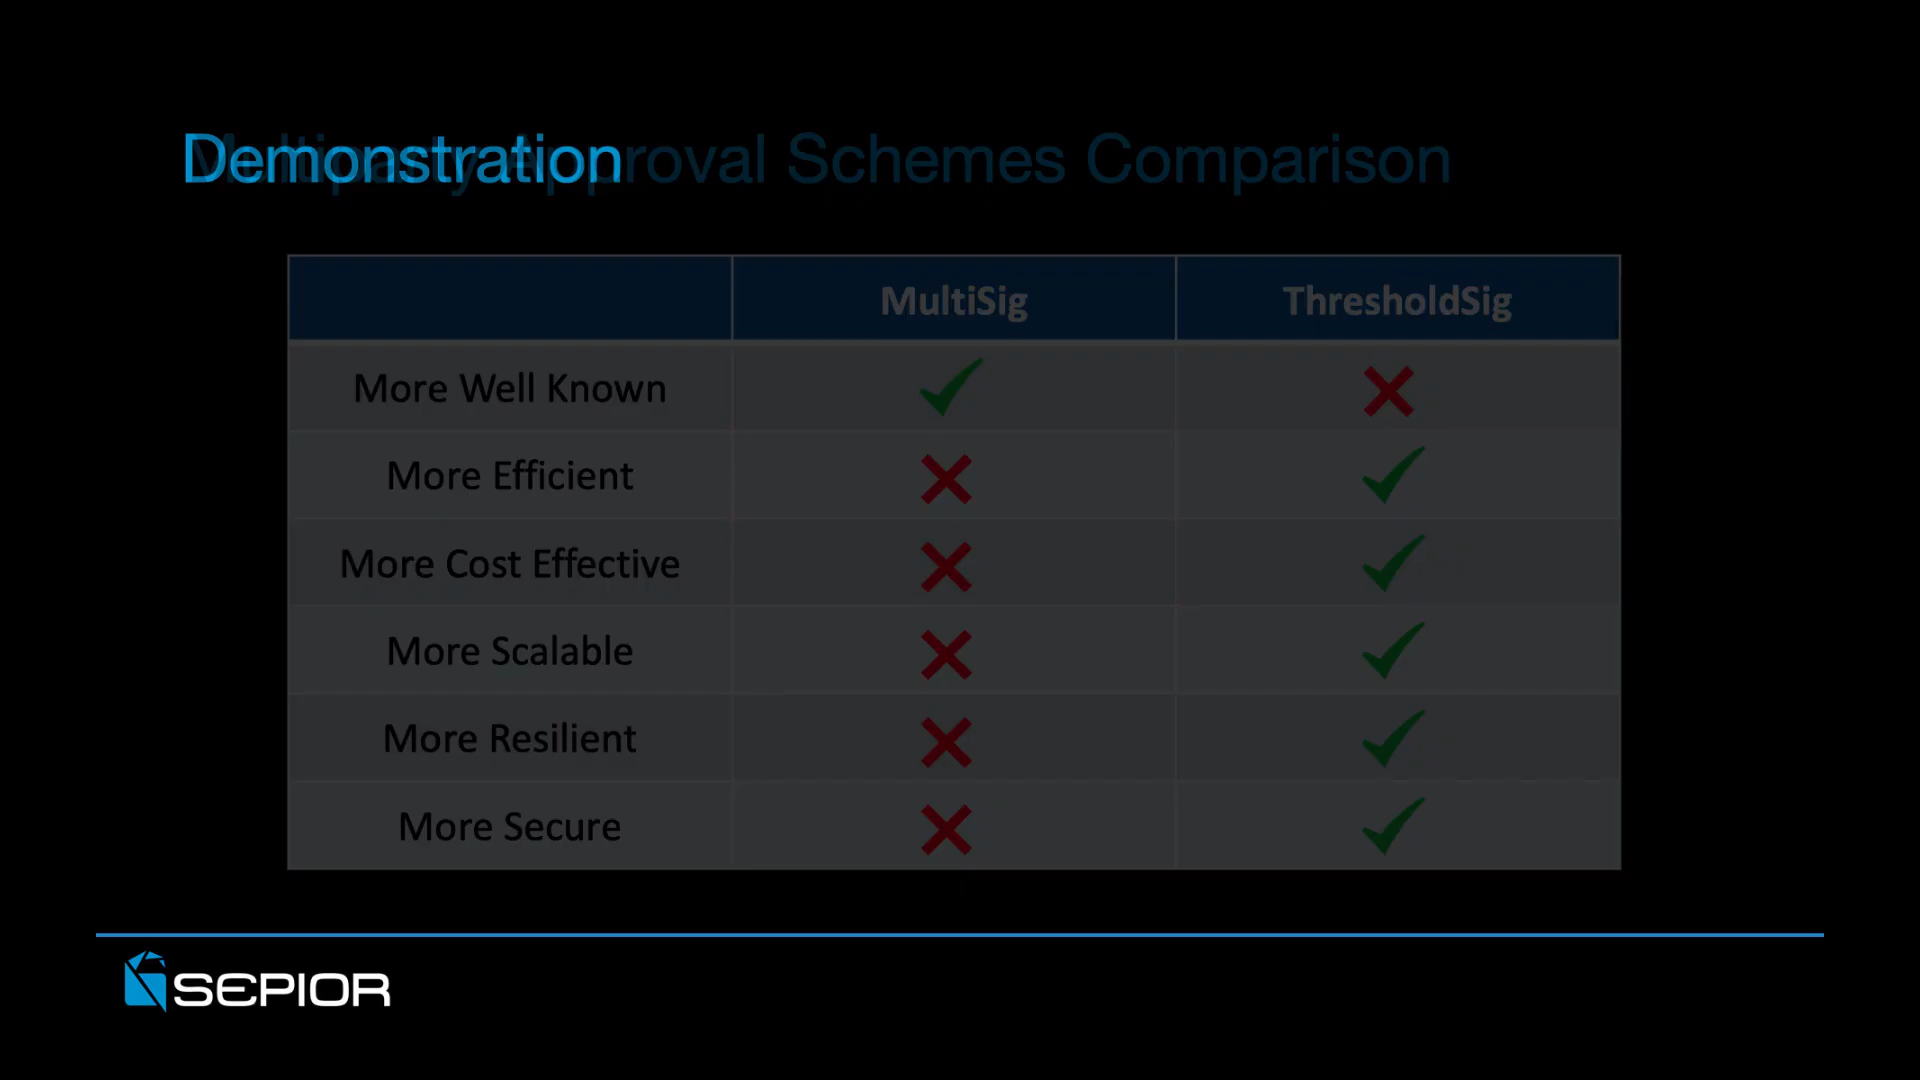 Demonstration
Multiparty Approval Schemes Comparison
MultiSig ThresholdSig
More Well Known
More Efficient
More Cost Effective
More Scalable
More Resilient
More Secure
SEPIOR